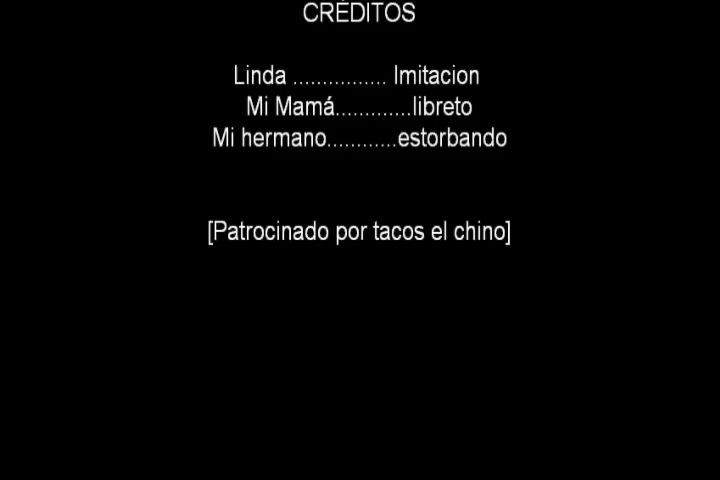 CRÉDITOS
Linda ................ Imitacion
Mi Mamá.............libreto
Mi hermano............estorbando
[Patrocinado por tacos el chino]